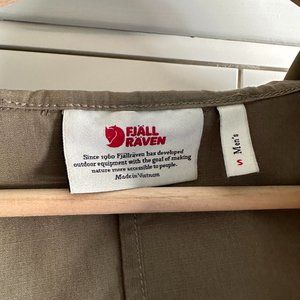 FJÄLL
RÄVEN
Since 1960 Fjällräven has developed
outdoor equipment with the goal of making
nature more accessible to people.
Made in Vietnam
Men's
S